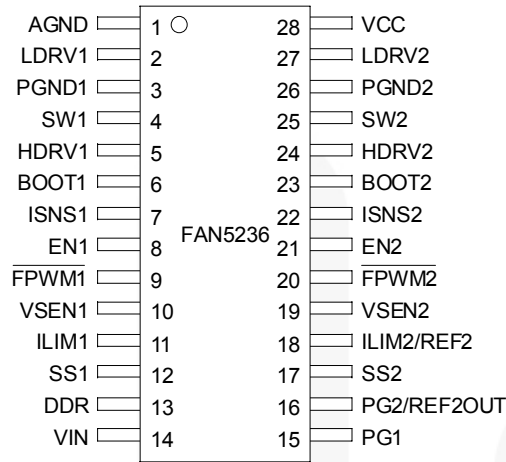 AGND 1 28 VCC
LDRV1 2 27 LDRV2
PGND1 3 26 PGND2
SW1 4 25 SW2
HDRV1 5 24 HDRV2
BOOT1 6 23 BOOT2
ISNS1 7 22 ISNS2
FAN5236
EN1 8 21 EN2
FPWM1 9 20 FPWM2
VSEN1 10 19 VSEN2
ILIM1 11 18 ILIM2/REF2
SS1 12 17 SS2
DDR 13 16 PG2/REF2OUT
VIN 14 15 PG1